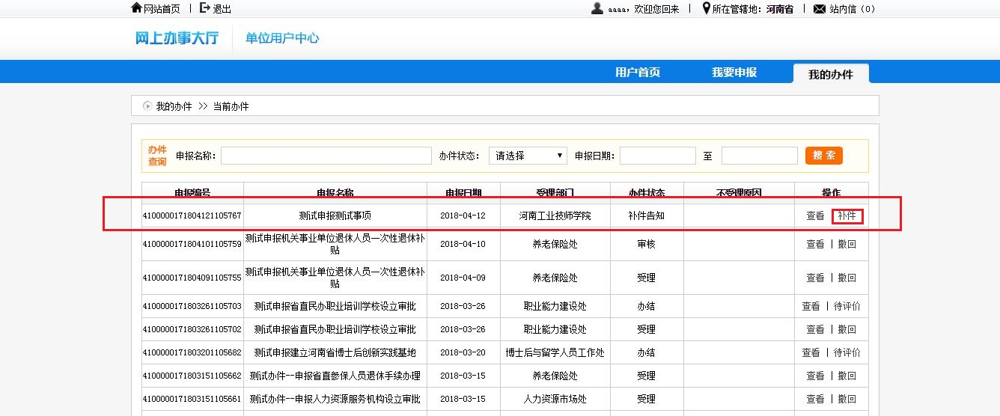 网站首页 | 退出 aaaa，欢迎您回来 | 所在管辖地：河南省 | 站内信（0）
网上办事大厅 单位用户中心
用户首页 我要申报 我的办件
我的办件 >> 当前办件
办件查询 申报名称： 办件状态： 请选择 申报日期： 至 搜 索
申报编号 申报名称 申报日期 受理部门 办件状态 不受理原因 操作
410000017180412110576​7 测试申报测试事项 2018-04-12 河南工业技师学院 补件告知 查看 补件
4100000171804101105759 测试申报机关事业单位退休人员一次性退休补贴 2018-04-10 养老保险处 审核 查看 | 撤回
4100000171804091105755 测试申报机关事业单位退休人员一次性退休补贴 2018-04-09 养老保险处 受理 查看 | 撤回
4100000171803261105703 测试申报省直民办职业培训学校设立审批 2018-03-26 职业能力建设处 办结 查看 | 待评价
4100000171803261105702 测试申报省直民办职业培训学校设立审批 2018-03-26 职业能力建设处 受理 查看 | 撤回
4100000171803201105682 测试申报建立河南省博士后创新实践基地 2018-03-20 博士后与留学人员工作处 办结 查看 | 待评价
4100000171803151105662 测试办件--申报省直参保人员退休手续办理 2018-03-15 养老保险处 受理 查看 | 撤回
4100000171803151105661 测试办件--申报人力资源服务机构设立审批 2018-03-15 人力资源市场处 受理 查看 | 撤回